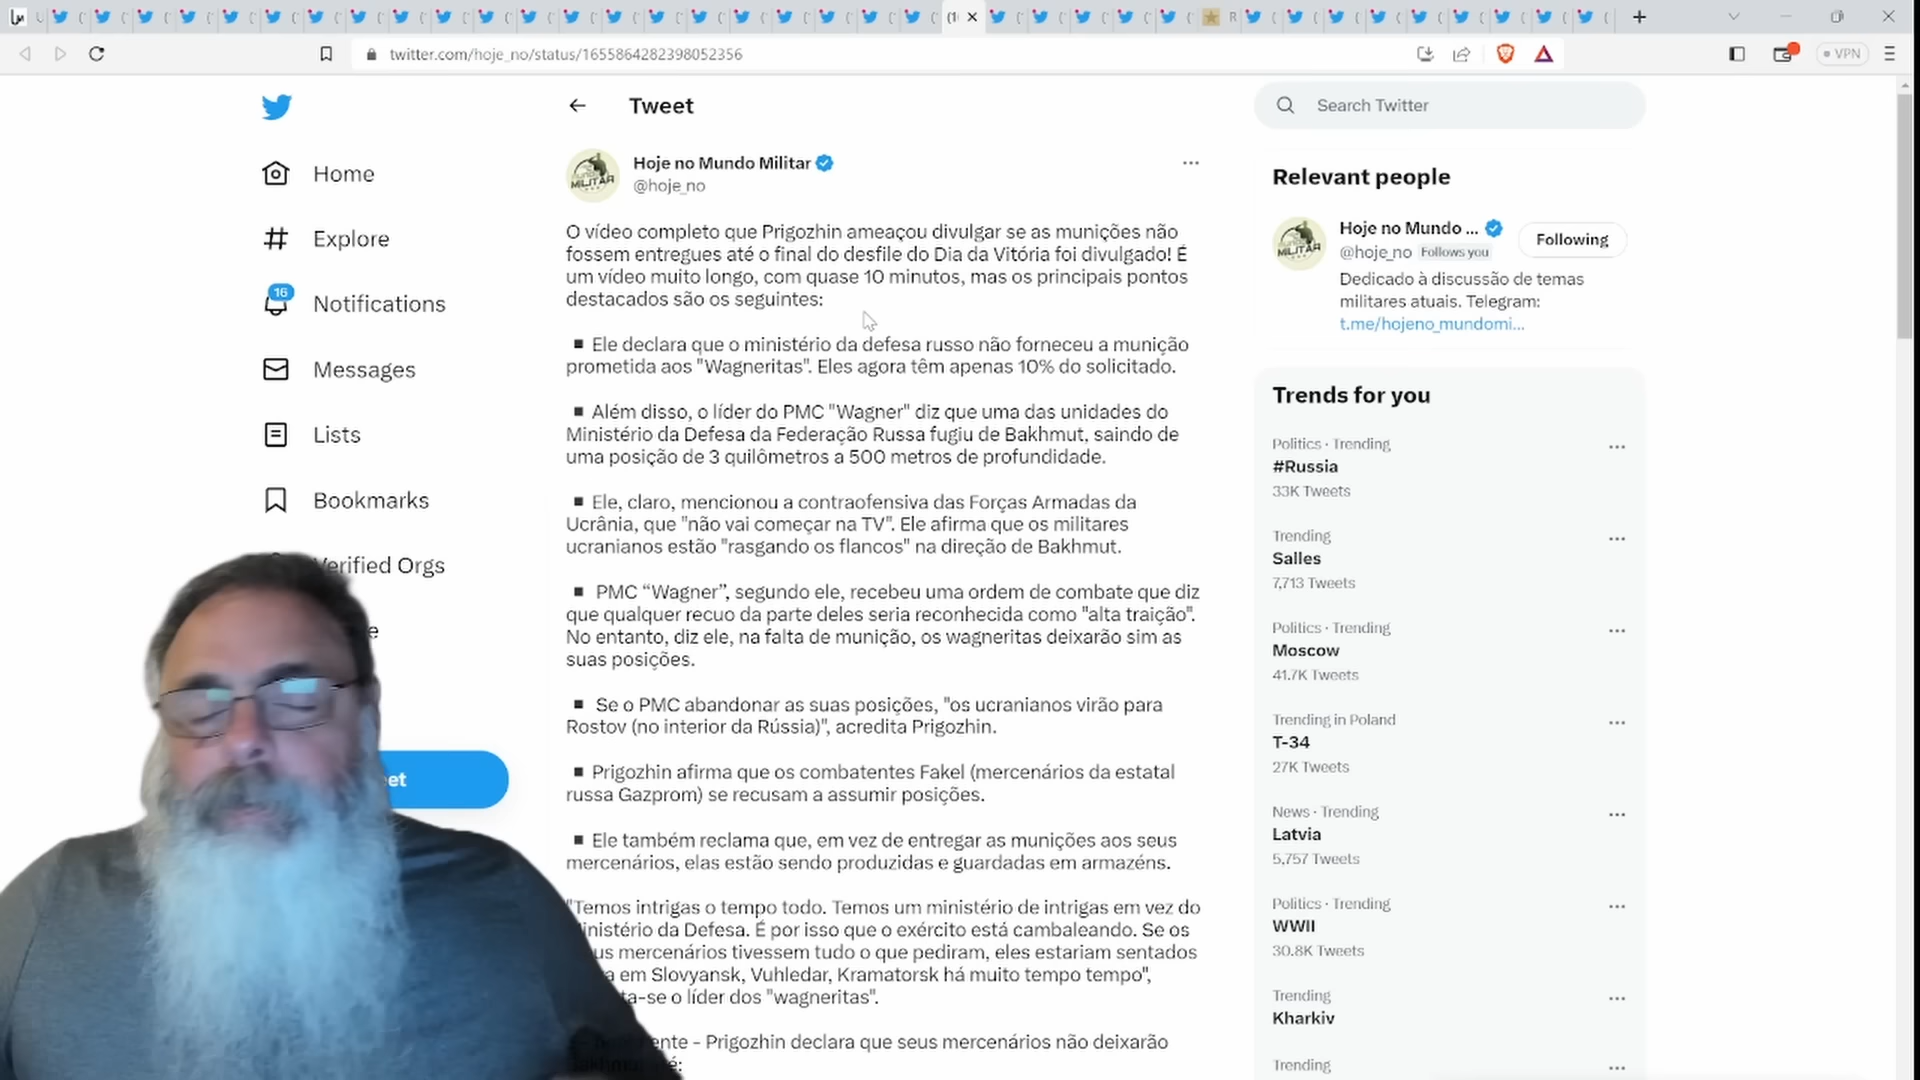 twitter.com/hoje_no/status/1655864282398052356
VPN
Home
Explore
16
Notifications
Messages
Lists
Bookmarks
Verified Orgs
Tweet
Hoje no Mundo Militar
@hoje_no
O vídeo completo que Prigozhin ameaçou divulgar se as munições não
fossem entregues até o final do desfile do Dia da Vitória foi divulgado! É
um vídeo muito longo, com quase 10 minutos, mas os principais pontos
destacados são os seguintes:
▪ Ele declara que o ministério da defesa russo não forneceu a munição
prometida aos "Wagneritas". Eles agora têm apenas 10% do solicitado.
▪ Além disso, o líder do PMC "Wagner" diz que uma das unidades do
Ministério da Defesa da Federação Russa fugiu de Bakhmut, saindo de
uma posição de 3 quilômetros a 500 metros de profundidade.
▪ Ele, claro, mencionou a contraofensiva das Forças Armadas da
Ucrânia, que "não vai começar na TV". Ele afirma que os militares
ucranianos estão "rasgando os flancos" na direção de Bakhmut.
▪ PMC “Wagner”, segundo ele, recebeu uma ordem de combate que diz
que qualquer recuo da parte deles seria reconhecida como "alta traição".
No entanto, diz ele, na falta de munição, os wagneritas deixarão sim as
suas posições.
▪ Se o PMC abandonar as suas posições, "os ucranianos virão para
Rostov (no interior da Rússia)", acredita Prigozhin.
▪ Prigozhin afirma que os combatentes Fakel (mercenários da estatal
russa Gazprom) se recusam a assumir posições.
▪ Ele também reclama que, em vez de entregar as munições aos seus
mercenários, elas estão sendo produzidas e guardadas em armazéns.
"Temos intrigas o tempo todo. Temos um ministério de intrigas em vez do
inistério da Defesa. É por isso que o exército está cambaleando. Se os
us mercenários tivessem tudo o que pediram, eles estariam sentados
a em Slovyansk, Vuhledar, Kramatorsk há muito tempo tempo",
ta-se o líder dos "wagneritas".
ente - Prigozhin declara que seus mercenários não deixarão
Search Twitter
Relevant people
Hoje no Mundo ...
@hoje_no Follows you
Following
Dedicado à discussão de temas
militares atuais. Telegram:
t.me/hojeno_mundomi...
Trends for you
Politics · Trending
#Russia
33K Tweets
Trending
Salles
7,713 Tweets
Politics · Trending
Moscow
41.7K Tweets
Trending in Poland
T-34
27K Tweets
News · Trending
Latvia
5,757 Tweets
Politics · Trending
WWII
30.8K Tweets
Trending
Kharkiv
Trending